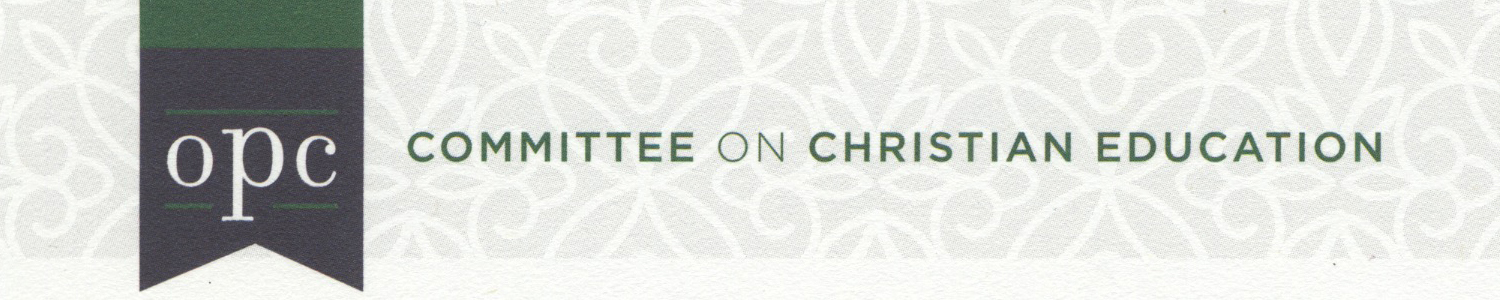 opc
COMMITTEE ON CHRISTIAN EDUCATION